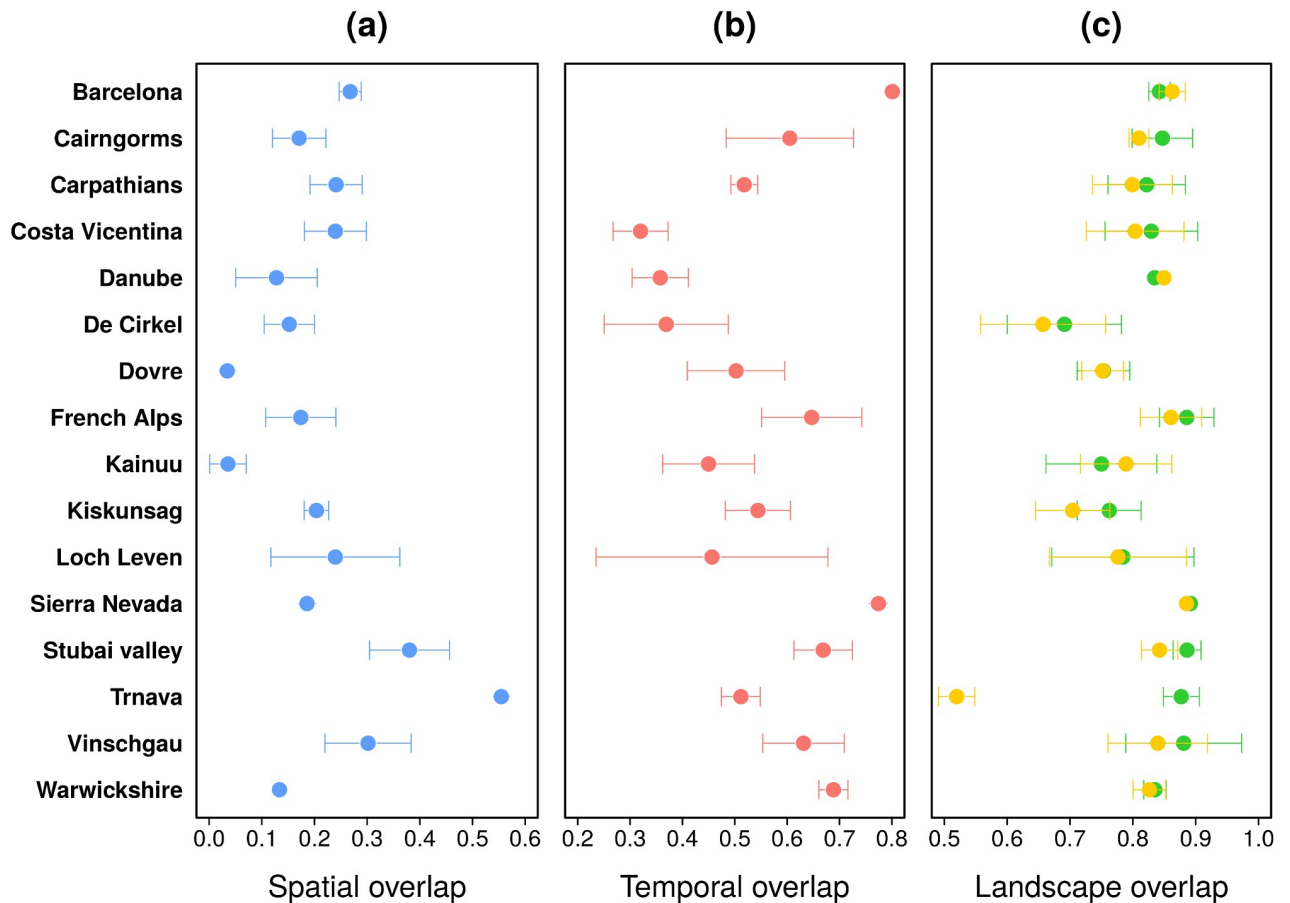 (a) (b) (c)
Barcelona
Cairngorms
Carpathians
Costa Vicentina
Danube
De Cirkel
Dovre
French Alps
Kainuu
Kiskunsag
Loch Leven
Sierra Nevada
Stubai valley
Trnava
Vinschgau
Warwickshire
0.0 0.1 0.2 0.3 0.4 0.5 0.6 0.2 0.3 0.4 0.5 0.6 0.7 0.8 0.5 0.6 0.7 0.8 0.9 1.0
Spatial overlap Temporal overlap Landscape overlap